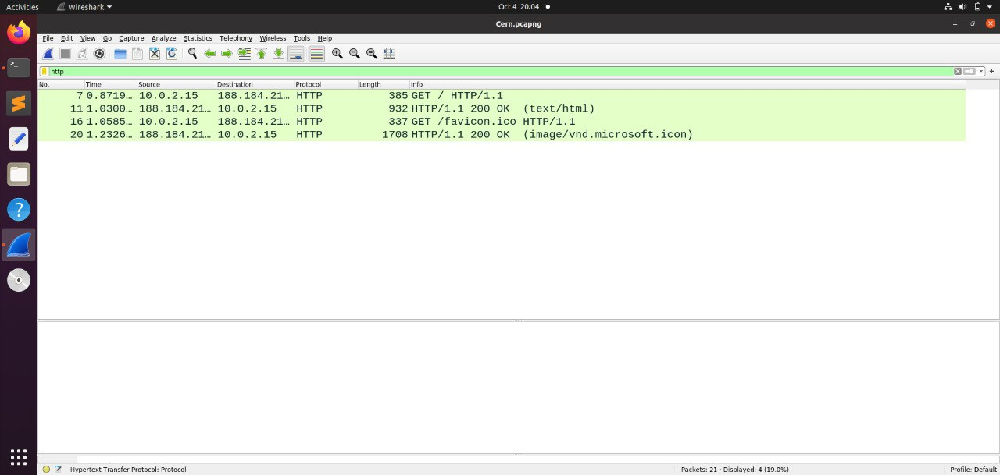 Activities Wireshark Oct 4 20:04
Cern.pcapng
File Edit View Go Capture Analyze Statistics Telephony Wireless Tools Help
http
No. Time Source Destination Protocol Length Info
7 0.8719… 10.0.2.15 188.184.21… HTTP 385 GET / HTTP/1.1
11 1.0300… 188.184.21… 10.0.2.15 HTTP 932 HTTP/1.1 200 OK (text/html)
16 1.0585… 10.0.2.15 188.184.21… HTTP 337 GET /favicon.ico HTTP/1.1
20 1.2326… 188.184.21… 10.0.2.15 HTTP 1708 HTTP/1.1 200 OK (image/vnd.microsoft.icon)
Hypertext Transfer Protocol: Protocol Packets: 21 · Displayed: 4 (19.0%) Profile: Default